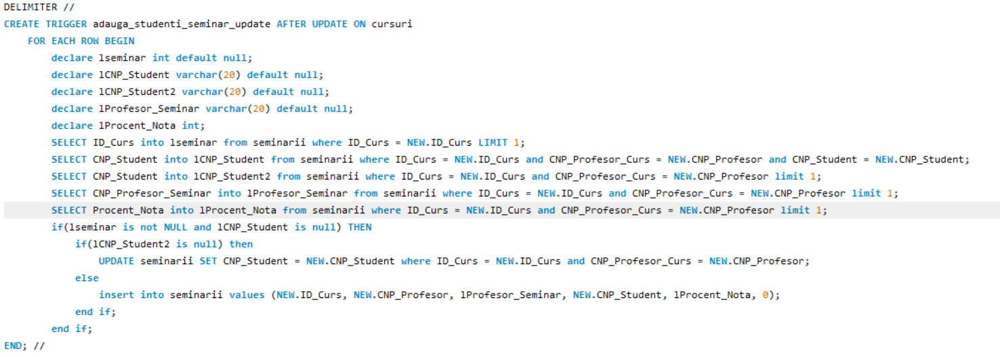 DELIMITER //
CREATE TRIGGER adauga_studenti_seminar_update AFTER UPDATE ON cursuri
    FOR EACH ROW BEGIN
        declare lseminar int default null;
        declare lCNP_Student varchar(20) default null;
        declare lCNP_Student2 varchar(20) default null;
        declare lProfesor_Seminar varchar(20) default null;
        declare lProcent_Nota int;
        SELECT ID_Curs into lseminar from seminarii where ID_Curs = NEW.ID_Curs LIMIT 1;
        SELECT CNP_Student into lCNP_Student from seminarii where ID_Curs = NEW.ID_Curs and CNP_Profesor_Curs = NEW.CNP_Profesor and CNP_Student = NEW.CNP_Student;
        SELECT CNP_Student into lCNP_Student2 from seminarii where ID_Curs = NEW.ID_Curs and CNP_Profesor_Curs = NEW.CNP_Profesor limit 1;
        SELECT CNP_Profesor_Seminar into lProfesor_Seminar from seminarii where ID_Curs = NEW.ID_Curs and CNP_Profesor_Curs = NEW.CNP_Profesor limit 1;
        SELECT Procent_Nota into lProcent_Nota from seminarii where ID_Curs = NEW.ID_Curs and CNP_Profesor_Curs = NEW.CNP_Profesor limit 1;
        if(lseminar is not NULL and lCNP_Student is null) THEN
            if(lCNP_Student2 is null) then
                UPDATE seminarii SET CNP_Student = NEW.CNP_Student where ID_Curs = NEW.ID_Curs and CNP_Profesor_Curs = NEW.CNP_Profesor;
            else
                insert into seminarii values (NEW.ID_Curs, NEW.CNP_Profesor, lProfesor_Seminar, NEW.CNP_Student, lProcent_Nota, 0);
            end if;
        end if;
END; //